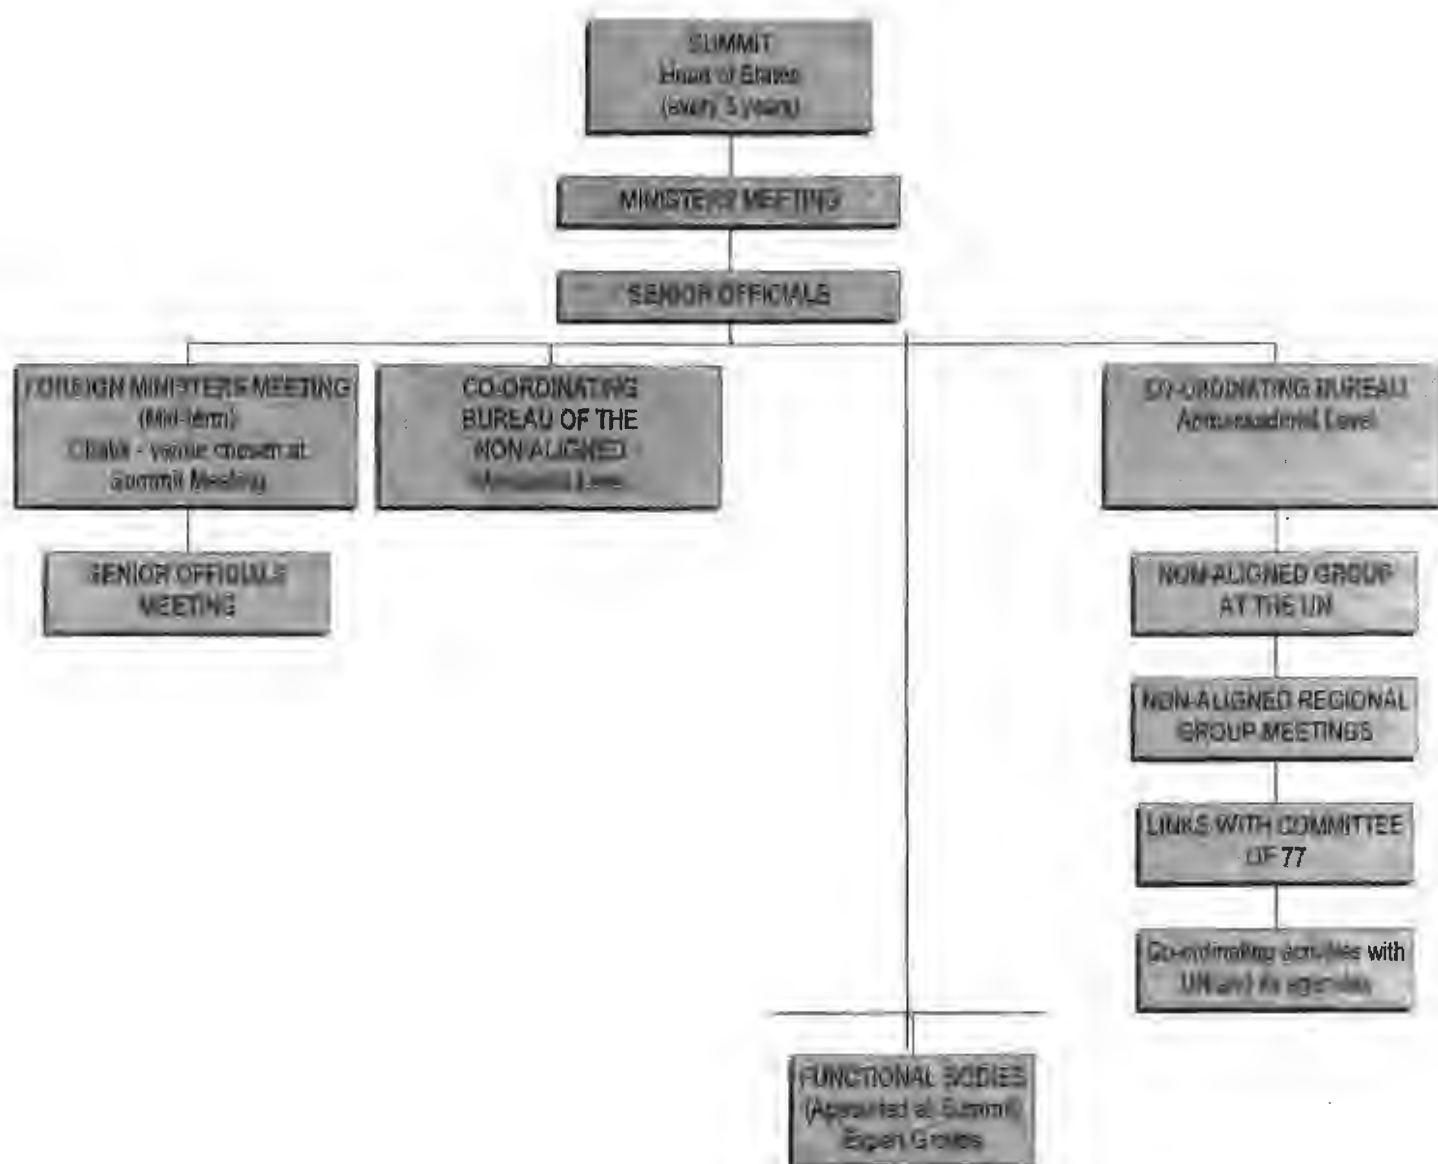 SUMMIT
Head of States
(every 3 years)
MINISTERS MEETING
SENIOR OFFICIALS
FOREIGN MINISTERS MEETING
(Mid-term)
- venue chosen at
Summit Meeting
CO-ORDINATING
BUREAU OF THE
NON-ALIGNED
Level
CO-ORDINATING BUREAU
Ambassadorial Level
SENIOR OFFICIALS
MEETING
NON-ALIGNED GROUP
AT THE UN
NON-ALIGNED REGIONAL
GROUP MEETINGS
LINKS WITH COMMITTEE
OF 77
Co-ordinating activities with
UN and its agencies
FUNCTIONAL BODIES
(Appointed at Summit)
Expert Groups